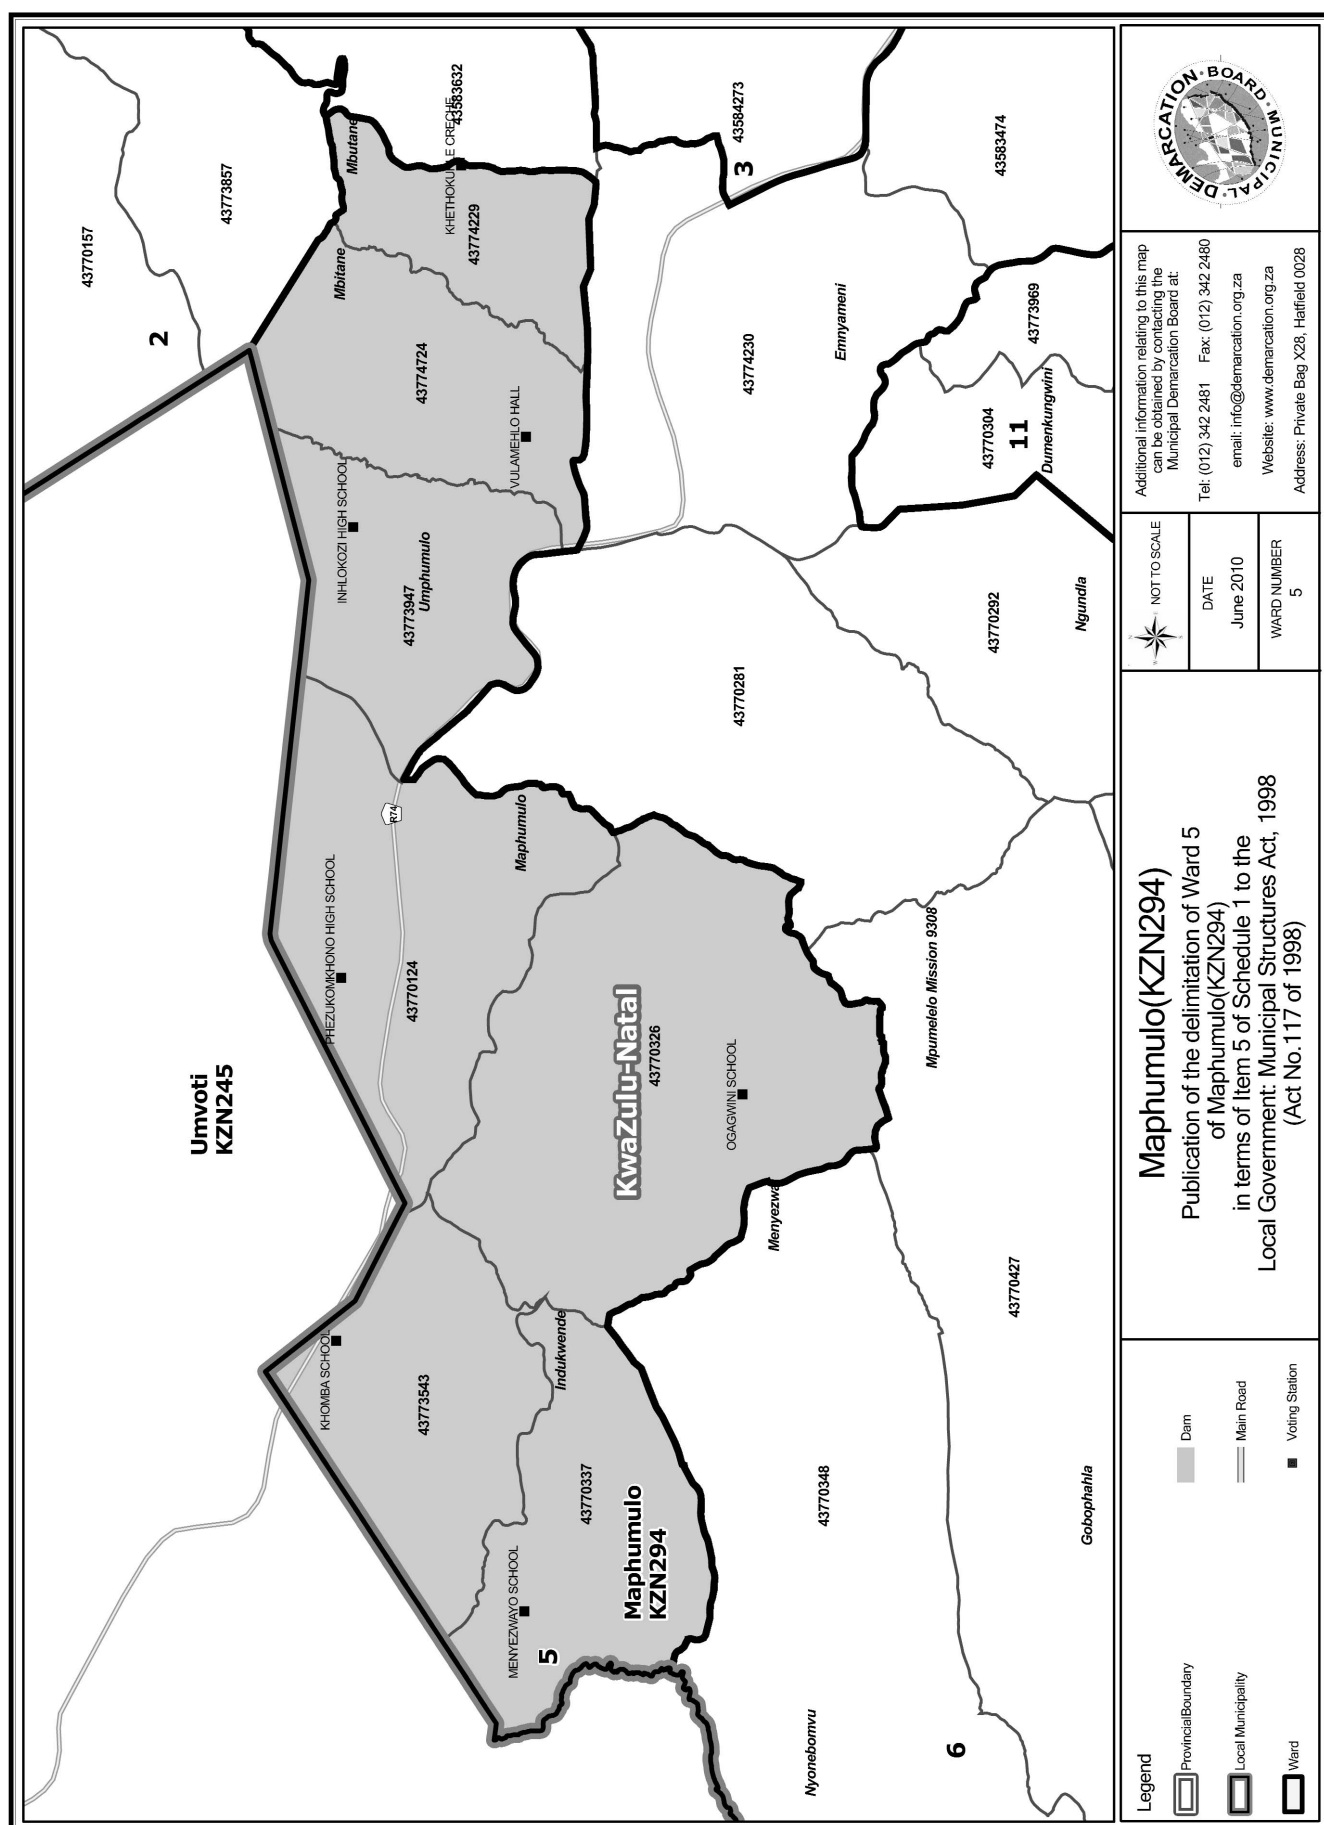 Umvoti
KZN245
2
43770157
43773857
Mbutane
43583632
KHETHOKUHLE CRECHE
43774229
Mbitane
43774724
VULAMEHLO HALL
INHLOKOZI HIGH SCHOOL
43773947
Umphumulo
R74
PHEZUKOMKHONO HIGH SCHOOL
43770124
Maphumulo
KwaZulu-Natal
43770326
OGAGWINI SCHOOL
Menyezwa
KHOMBA SCHOOL
43773543
Indukwende
43770337
Maphumulo
KZN294
MENYEZWAYO SCHOOL
5
43584273
3
43583474
43774230
Emnyameni
43773969
43770304
11
Dumenkungwini
43770281
43770292
Ngundla
Mpumelelo Mission 9308
43770427
43770348
Gobophahla
Nyonebomvu
6
Legend
ProvincialBoundary
Local Municipality
Ward
Dam
Main Road
Voting Station
Maphumulo(KZN294)
Publication of the delimitation of Ward 5
of Maphumulo(KZN294)
in terms of Item 5 of Schedule 1 to the
Local Government: Municipal Structures Act, 1998
(Act No.117 of 1998)
NOT TO SCALE
DATE
June 2010
WARD NUMBER
5
Additional information relating to this map
can be obtained by contacting the
Municipal Demarcation Board at:
Tel: (012) 342 2481 Fax: (012) 342 2480
email: info@demarcation.org.za
Website: www.demarcation.org.za
Address: Private Bag X28, Hatfield 0028
MUNICIPAL · DEMARCATION · BOARD